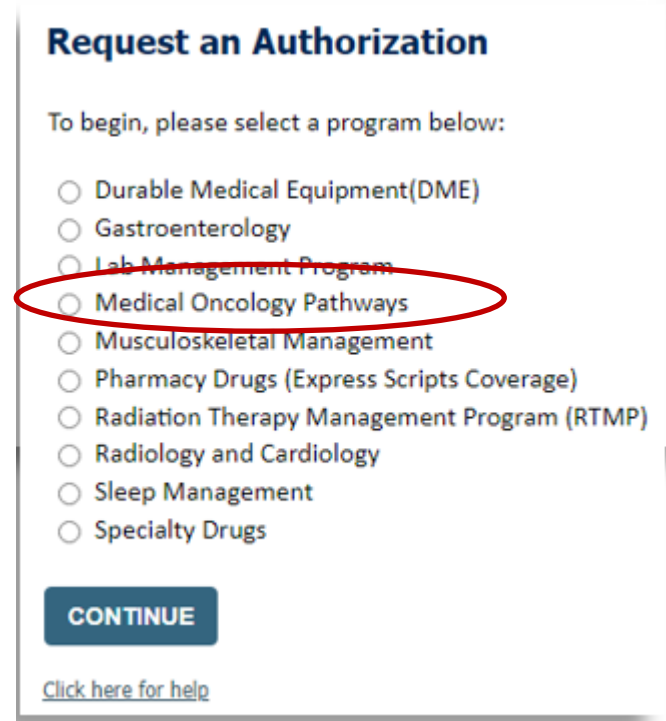 Request an Authorization
To begin, please select a program below:
Durable Medical Equipment(DME)
Gastroenterology
Lab Management Program
Medical Oncology Pathways
Musculoskeletal Management
Pharmacy Drugs (Express Scripts Coverage)
Radiation Therapy Management Program (RTMP)
Radiology and Cardiology
Sleep Management
Specialty Drugs
CONTINUE
Click here for help